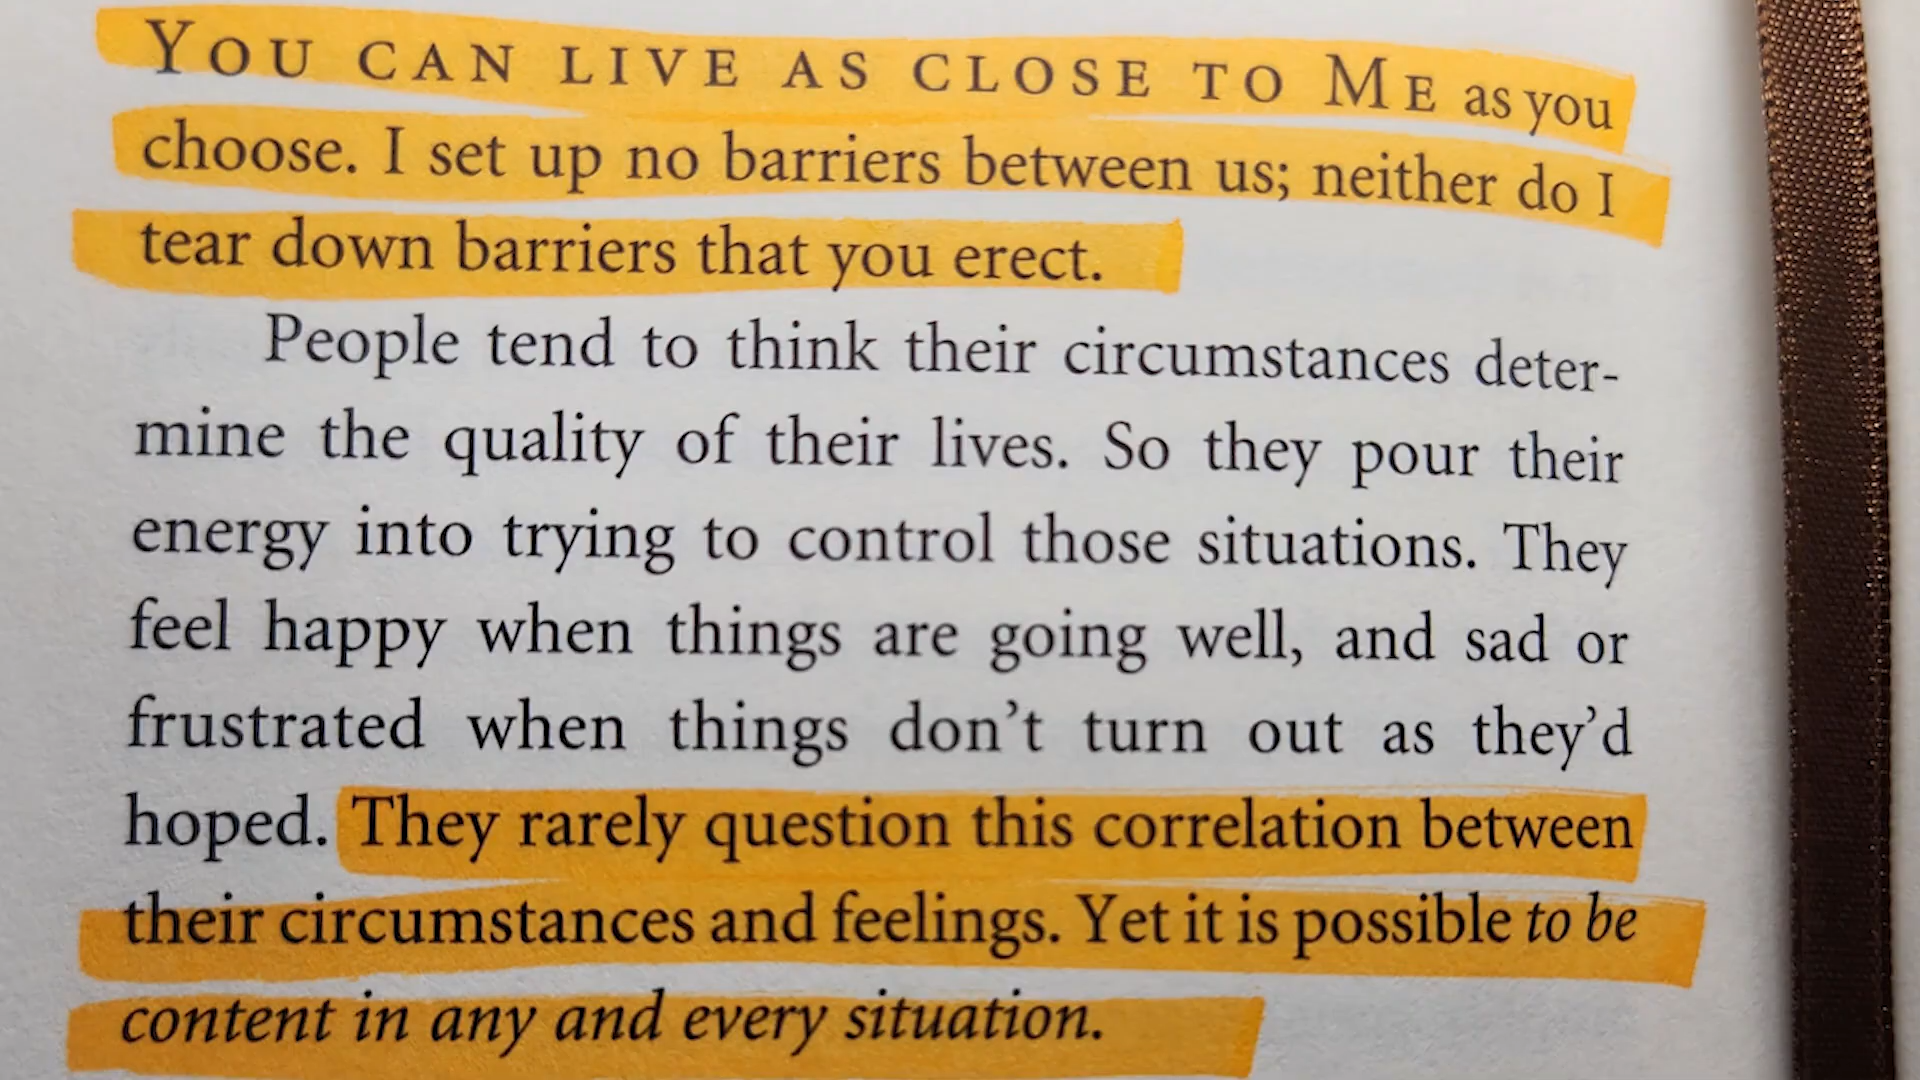 YOU CAN LIVE AS CLOSE TO ME as you
choose. I set up no barriers between us; neither do I
tear down barriers that you erect.
People tend to think their circumstances deter-
mine the quality of their lives. So they pour their
energy into trying to control those situations. They
feel happy when things are going well, and sad or
frustrated when things don’t turn out as they’d
hoped. They rarely question this correlation between
their circumstances and feelings. Yet it is possible to be
content in any and every situation.